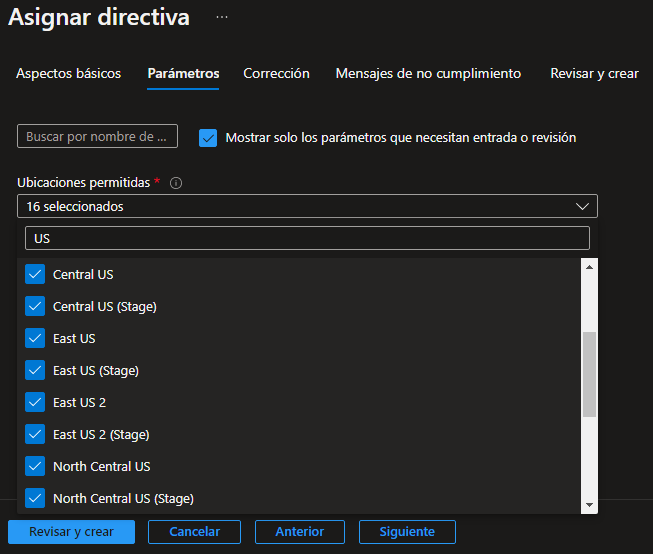 Asignar directiva ...
Aspectos básicos Parámetros Corrección Mensajes de no cumplimiento Revisar y crear
Buscar por nombre de ... Mostrar solo los parámetros que necesitan entrada o revisión
Ubicaciones permitidas *
16 seleccionados
US
Central US
Central US (Stage)
East US
East US (Stage)
East US 2
East US 2 (Stage)
North Central US
North Central US (Stage)
Revisar y crear Cancelar Anterior Siguiente